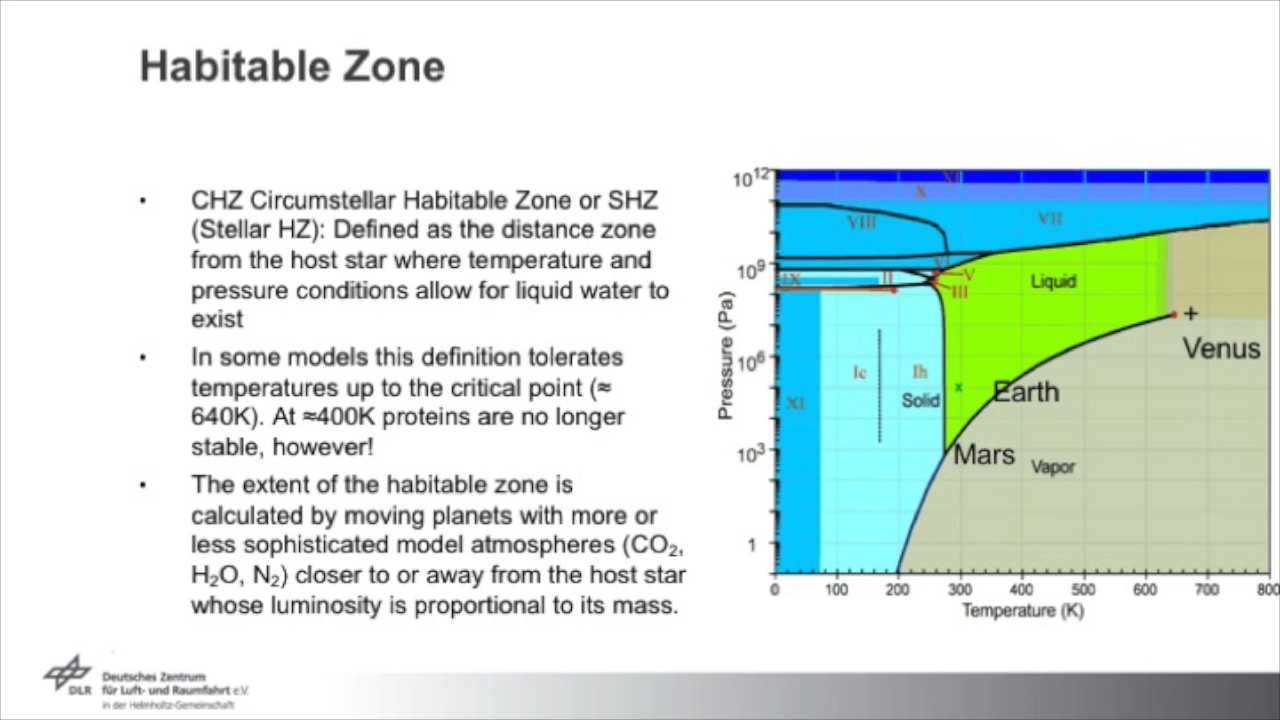 Habitable Zone
• CHZ Circumstellar Habitable Zone or SHZ
(Stellar HZ): Defined as the distance zone
from the host star where temperature and
pressure conditions allow for liquid water to
exist
• In some models this definition tolerates
temperatures up to the critical point (≈
640K). At ≈400K proteins are no longer
stable, however!
• The extent of the habitable zone is
calculated by moving planets with more or
less sophisticated model atmospheres (CO₂,
H₂O, N₂) closer to or away from the host star
whose luminosity is proportional to its mass.
Pressure (Pa)
10¹²
10⁹
10⁶
10³
1
XI
X
VIII
VII
VI
V
III
IX
II
Liquid
+
Venus
Ic
Ih
x
Earth
Solid
XI
Mars
Vapor
0 100 200 300 400 500 600 700 800
Temperature (K)
DLR
Deutsches Zentrum
für Luft- und Raumfahrt e.V.
in der Helmholtz-Gemeinschaft